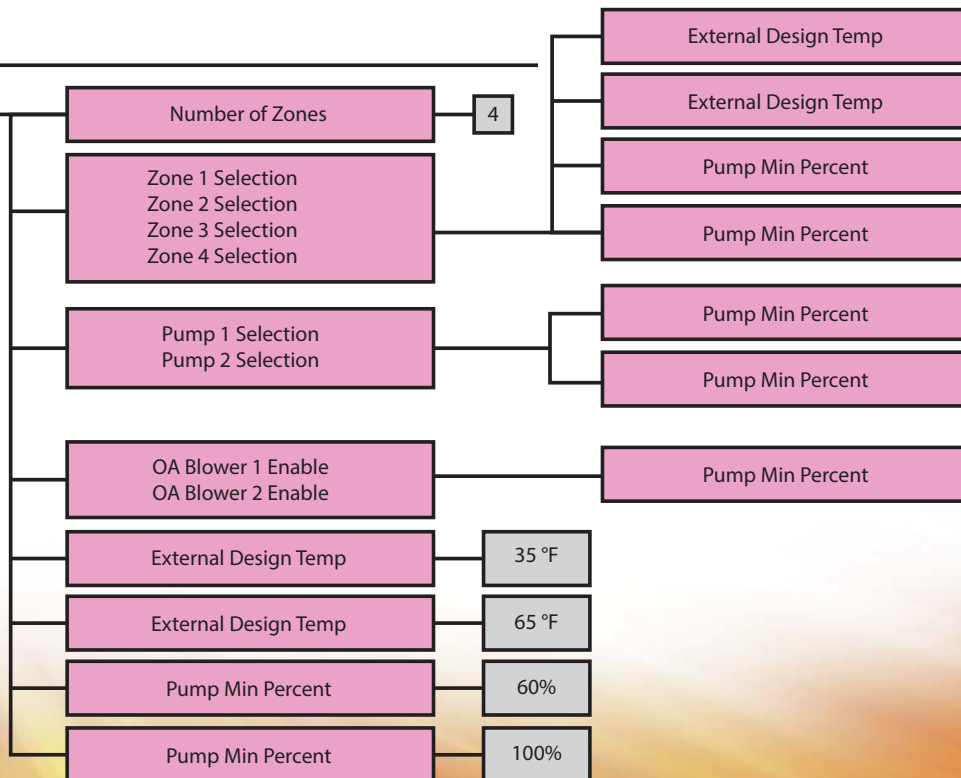 External Design Temp
External Design Temp
Pump Min Percent
Pump Min Percent
Number of Zones
4
Zone 1 Selection
Zone 2 Selection
Zone 3 Selection
Zone 4 Selection
Pump 1 Selection
Pump 2 Selection
Pump Min Percent
Pump Min Percent
OA Blower 1 Enable
OA Blower 2 Enable
Pump Min Percent
External Design Temp
35 °F
External Design Temp
65 °F
Pump Min Percent
60%
Pump Min Percent
100%